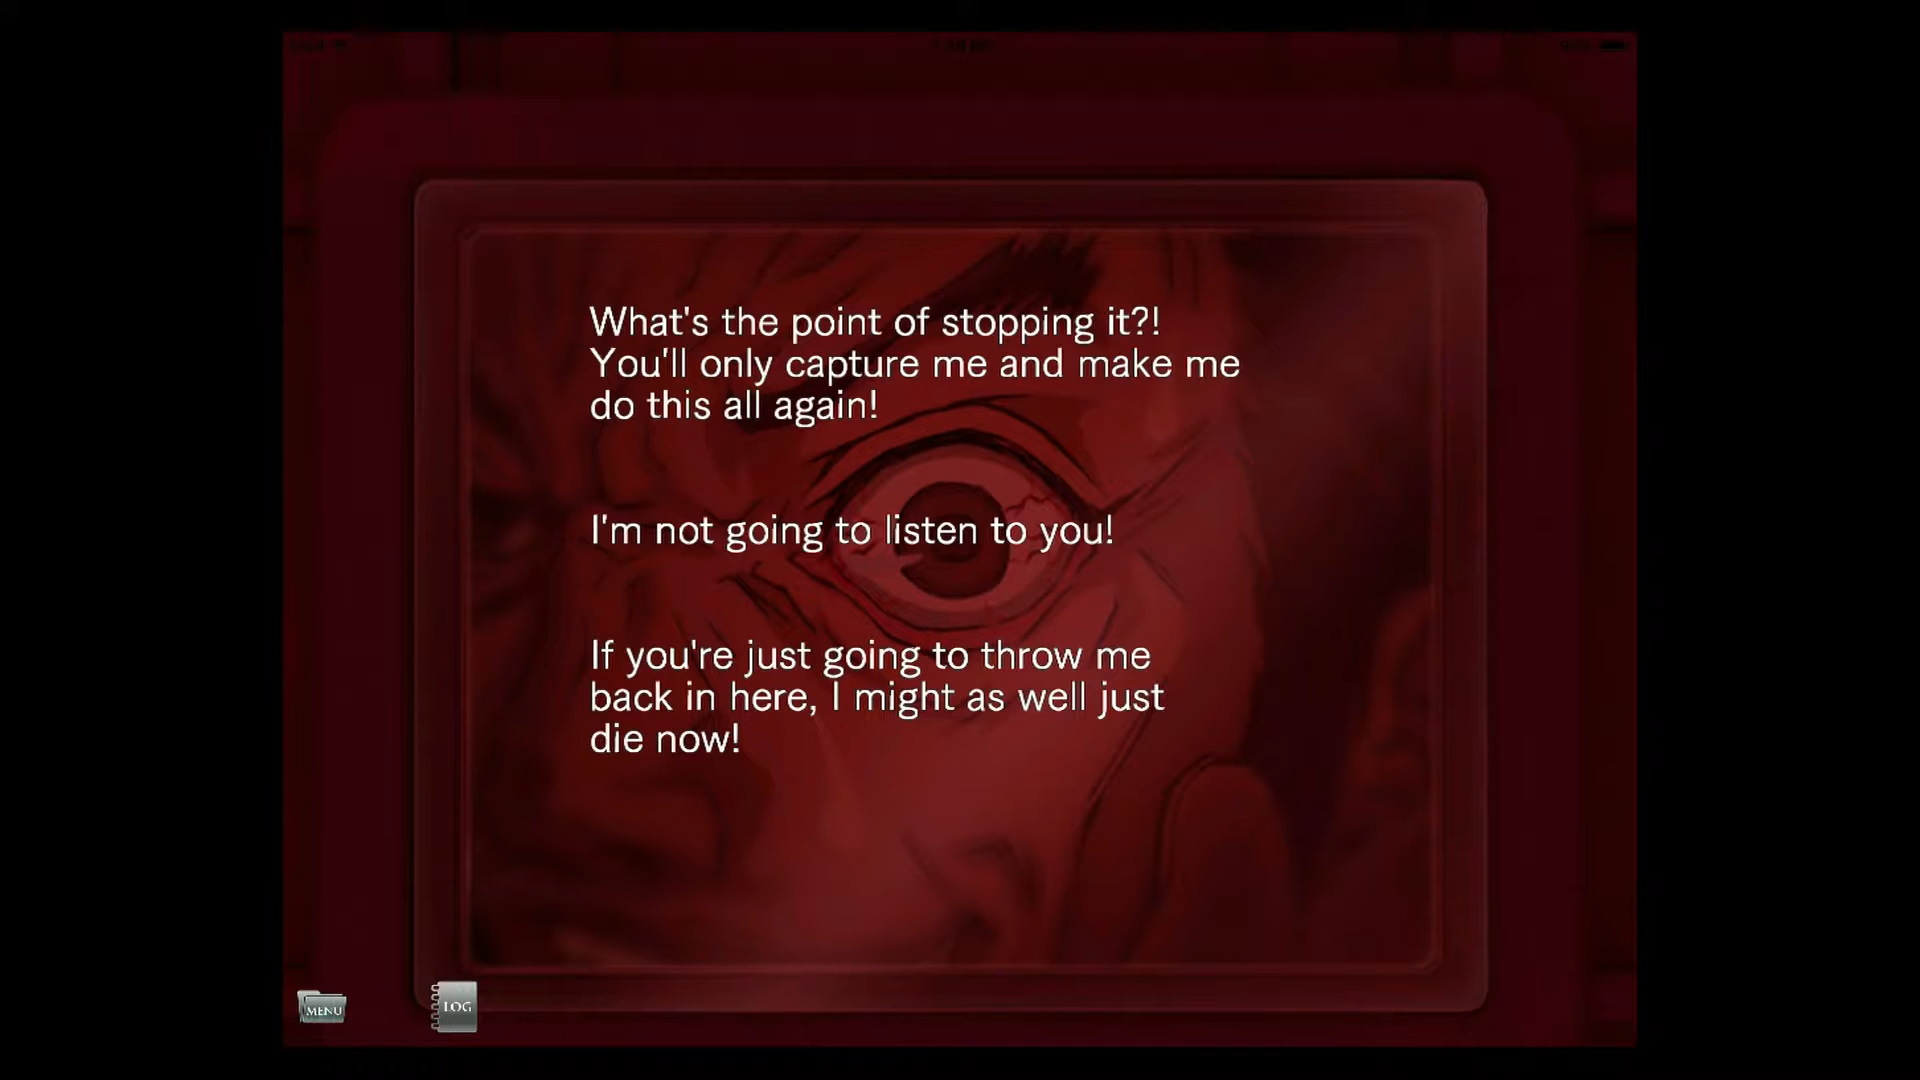 What's the point of stopping it?!
You'll only capture me and make me
do this all again!
I'm not going to listen to you!
If you're just going to throw me
back in here, I might as well just
die now!
MENU
LOG